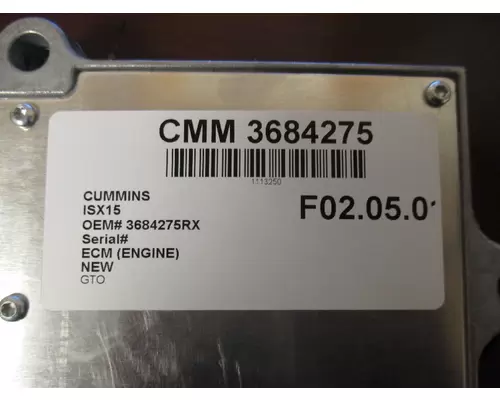 CMM 3684275
1113250
CUMMINS
ISX15
F02.05.0
OEM# 3684275RX
Serial#
ECM (ENGINE)
NEW
GTO